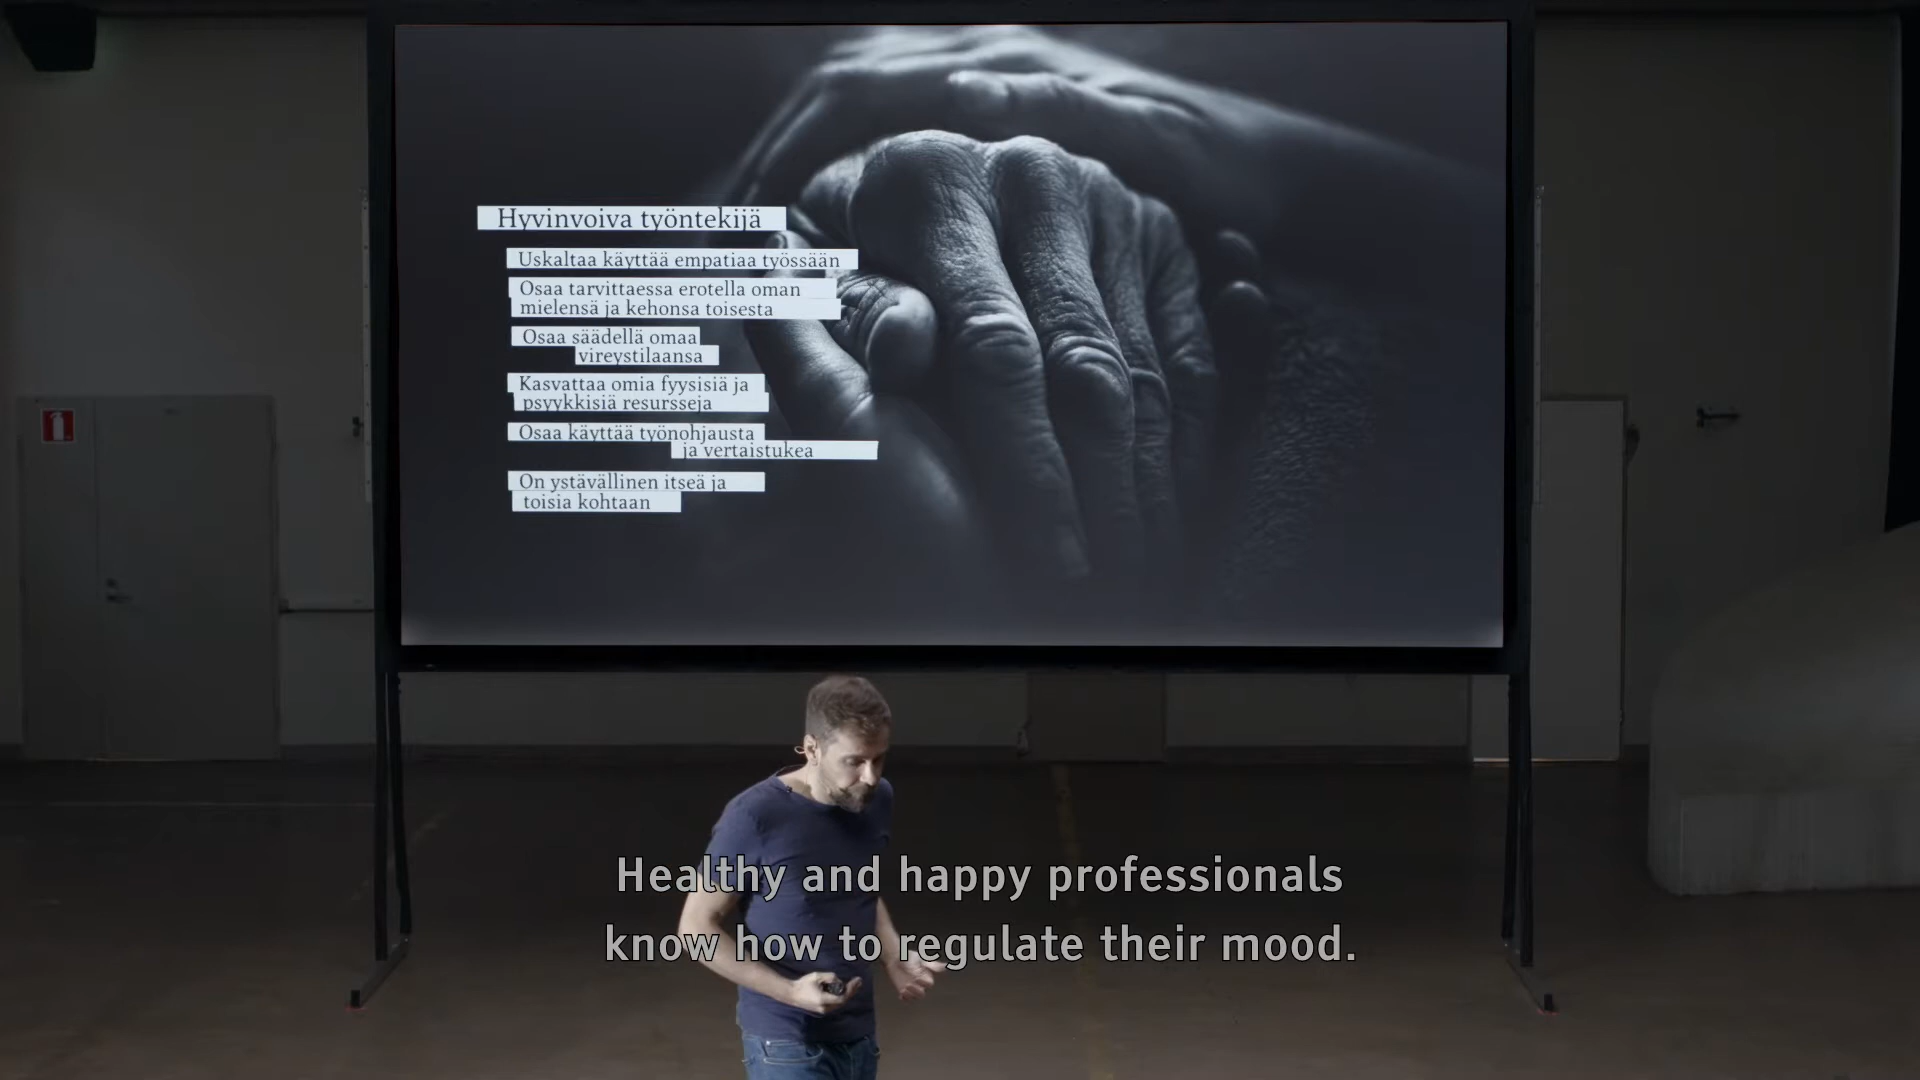 Hyvinvoiva työntekijä
Uskaltaa käyttää empatiaa työssään
Osaa tarvittaessa erotella oman
mielensä ja kehonsa toisesta
Osaa säädellä omaa
vireystilaansa
Kasvattaa omia fyysisiä ja
psyykkisiä resursseja
Osaa käyttää työnohjausta
ja vertaistukea
On ystävällinen itseä ja
toisia kohtaan
Healthy and happy professionals
know how to regulate their mood.